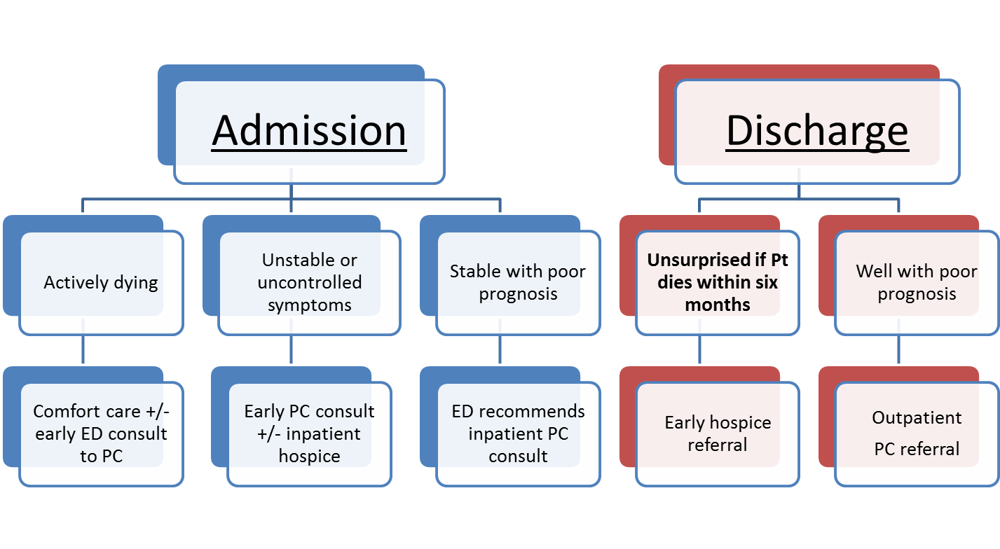 Admission
Discharge
Actively dying
Unstable or
uncontrolled
symptoms
Stable with poor
prognosis
Unsurprised if Pt
dies within six
months
Well with poor
prognosis
Comfort care +/-
early ED consult
to PC
Early PC consult
+/- inpatient
hospice
ED recommends
inpatient PC
consult
Early hospice
referral
Outpatient
PC referral